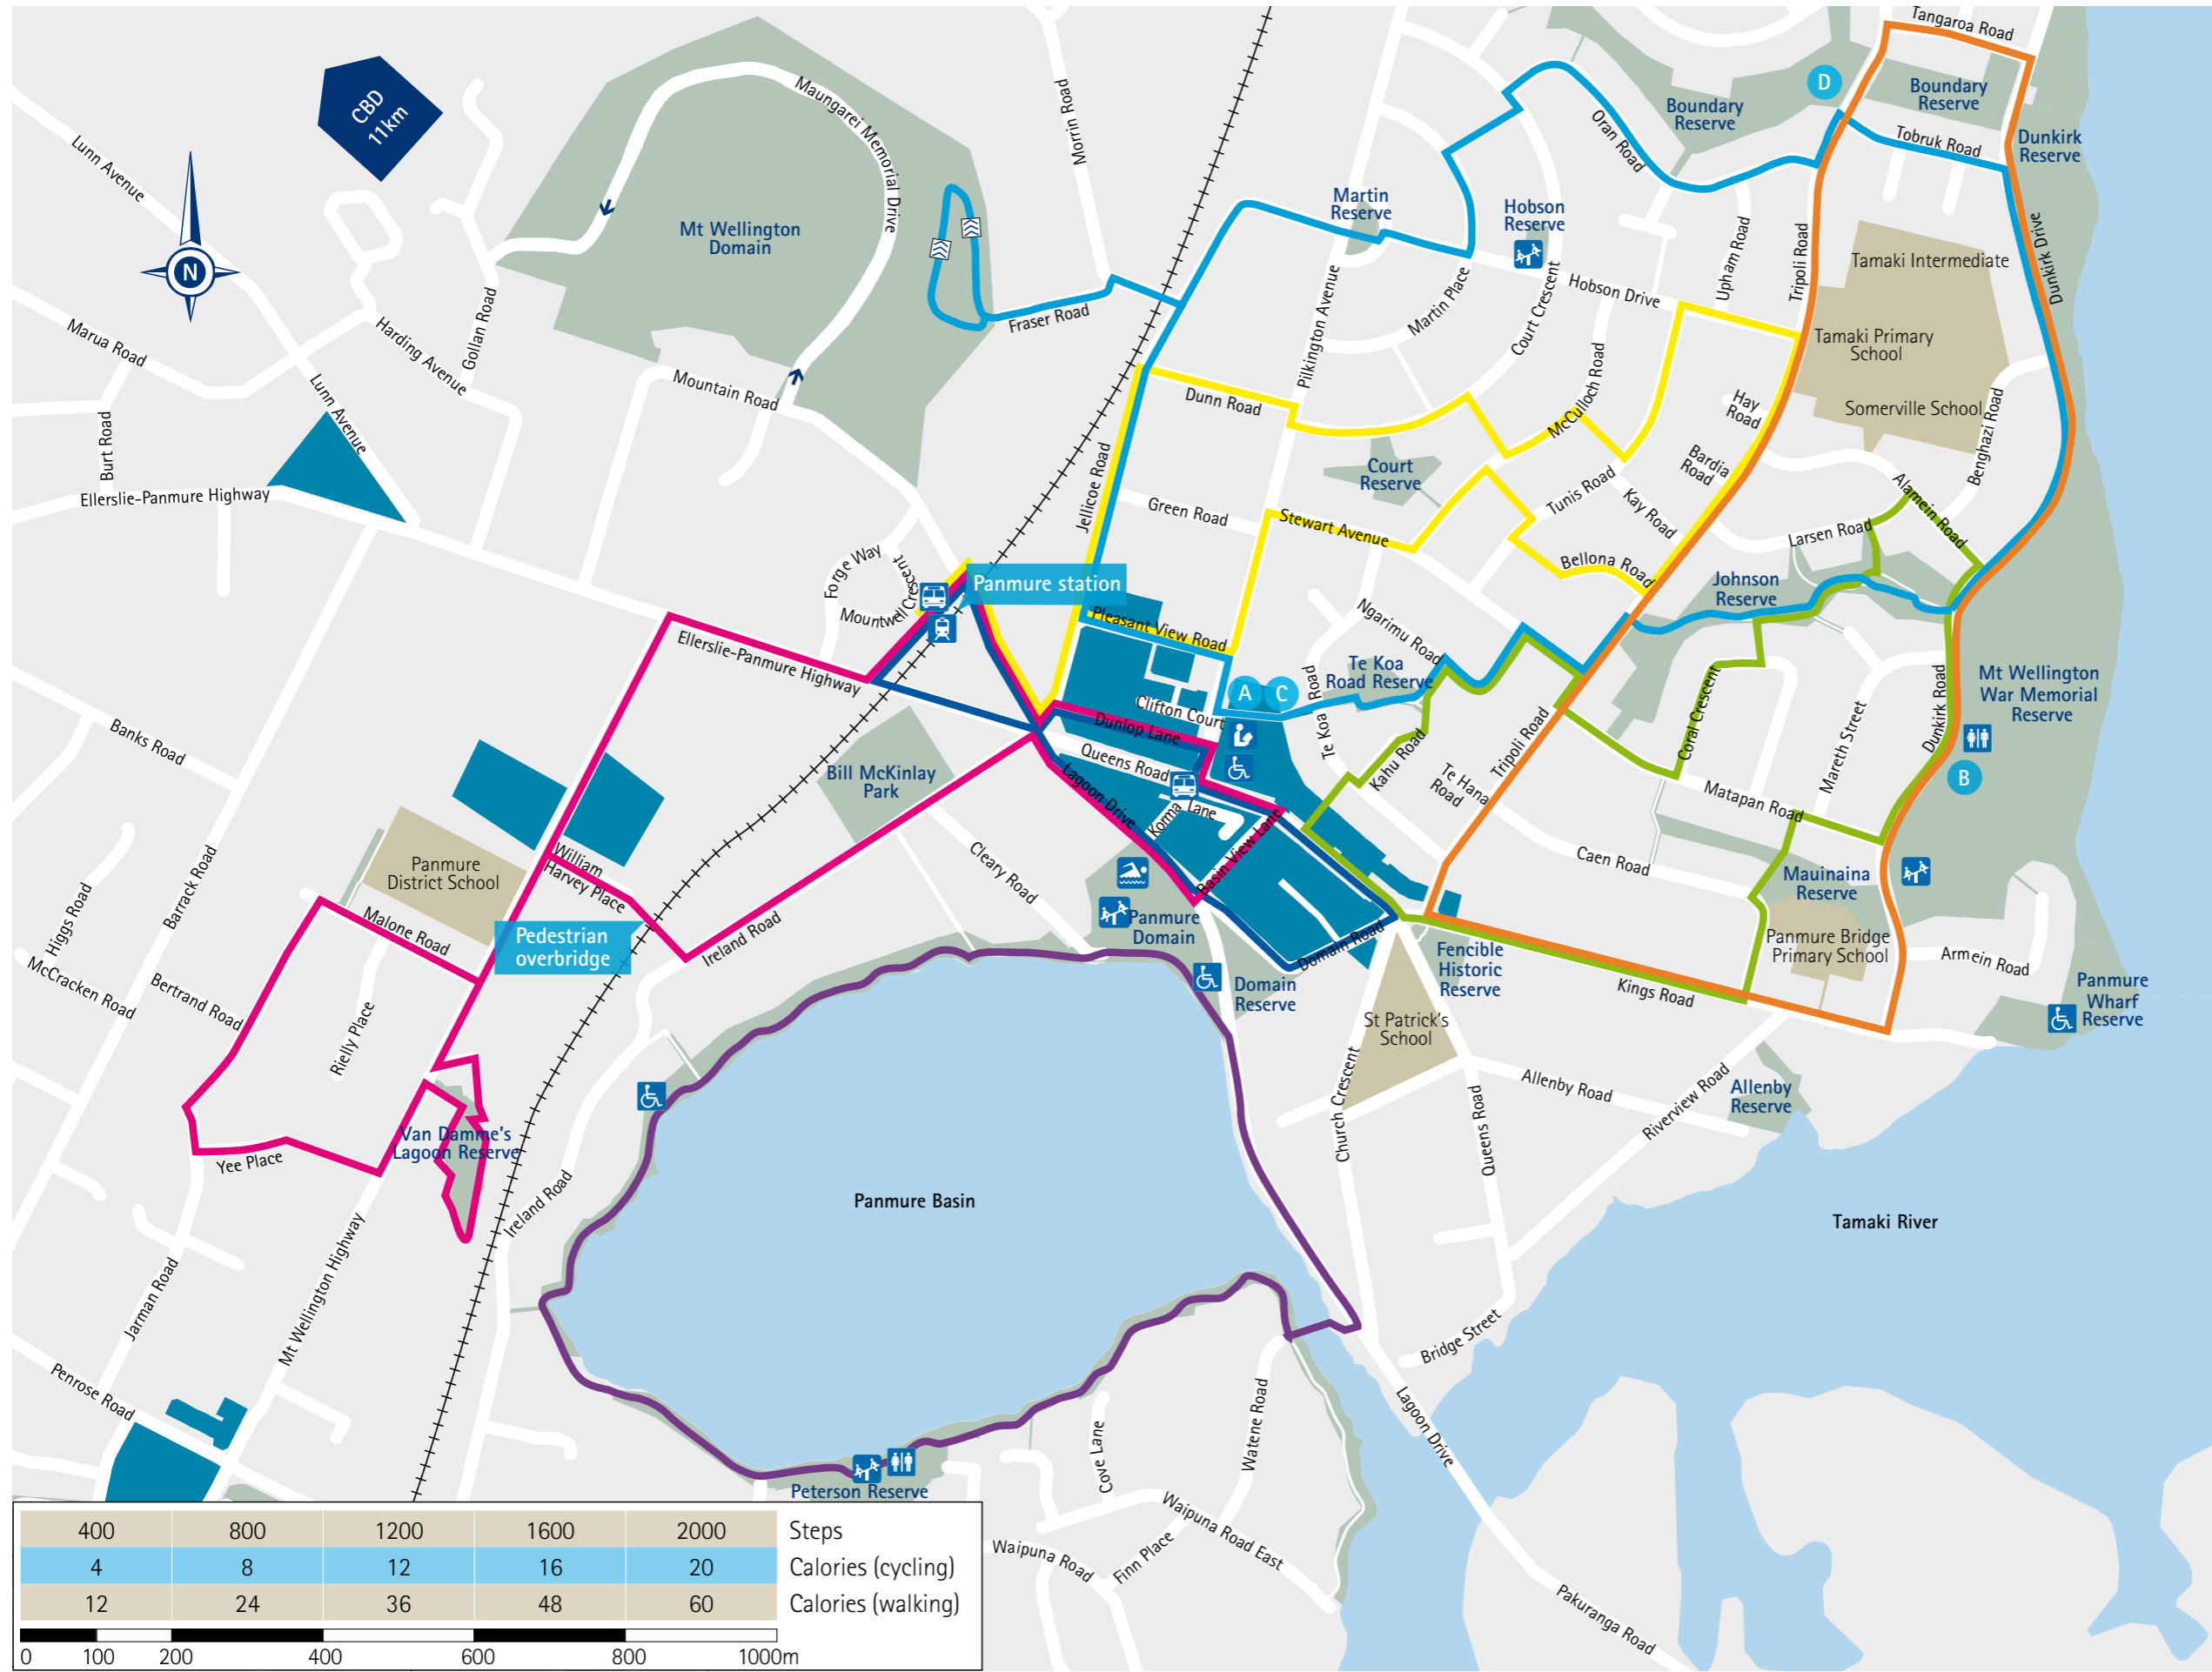 Tangaroa Road
CBD
11km
Lunn Avenue
Maungarei Memorial Drive
Morrin Road
D
Boundary
Reserve
Boundary
Reserve
Oran Road
Tobruk Road
Dunkirk
Reserve
N
Mt Wellington
Domain
Martin
Reserve
Hobson
Reserve
Upham Road
Tripoli Road
Tamaki Intermediate
Dunkirk Drive
Marua Road
Harding Avenue
Gollan Road
Fraser Road
Pilkington Avenue
Martin Place
Court Crescent
Hobson Drive
Tamaki Primary
School
Lunn Avenue
Mountain Road
Dunn Road
McCulloch Road
Hay
Road
Somerville School
Benghazi Road
Burt Road
Ellerslie-Panmure Highway
Jellicoe Road
Court
Reserve
Bardia
Road
Green Road
Stewart Avenue
Tunis Road
Kay Road
Alamein Road
Larsen Road
Forge Way
Mountwell Crescent
Panmure station
Bellona Road
Johnson
Reserve
Pleasant View Road
Ngarimu Road
Ellerslie-Panmure Highway
Te Koa
Road Reserve
Te Koa Road
A
C
Clifton Court
Dunlop Lane
Queens Road
Mt Wellington
War Memorial
Reserve
Coral Crescent
Mareth Street
Dunkirk Road
B
Banks Road
Bill McKinlay
Park
Lagoon Drive
Korma Lane
Basin View Lane
Kahu Road
Te Hana
Road
Tripoli Road
Matapan Road
Caen Road
Panmure
District School
William
Harvey Place
Cleary Road
Mauinaina
Reserve
Higgs Road
Barrack Road
Malone Road
Pedestrian
overbridge
Ireland Road
Panmure
Domain
Domain Road
Domain
Reserve
Fencible
Historic
Reserve
Panmure Bridge
Primary School
Armein Road
McCracken Road
Bertrand Road
Kings Road
Panmure
Wharf
Reserve
Rielly Place
St Patrick's
School
Church Crescent
Allenby Road
Riverview Road
Allenby
Reserve
Queens Road
Van Damme's
Lagoon Reserve
Yee Place
Ireland Road
Panmure Basin
Tamaki River
Jarman Road
Mt Wellington Highway
Bridge Street
Penrose Road
Lagoon Drive
Cove Lane
Watene Road
Peterson Reserve
Waipuna Road
Finn Place
Waipuna Road East
Pakuranga Road
400 800 1200 1600 2000 Steps
4 8 12 16 20 Calories (cycling)
12 24 36 48 60 Calories (walking)
0 100 200 400 600 800 1000m